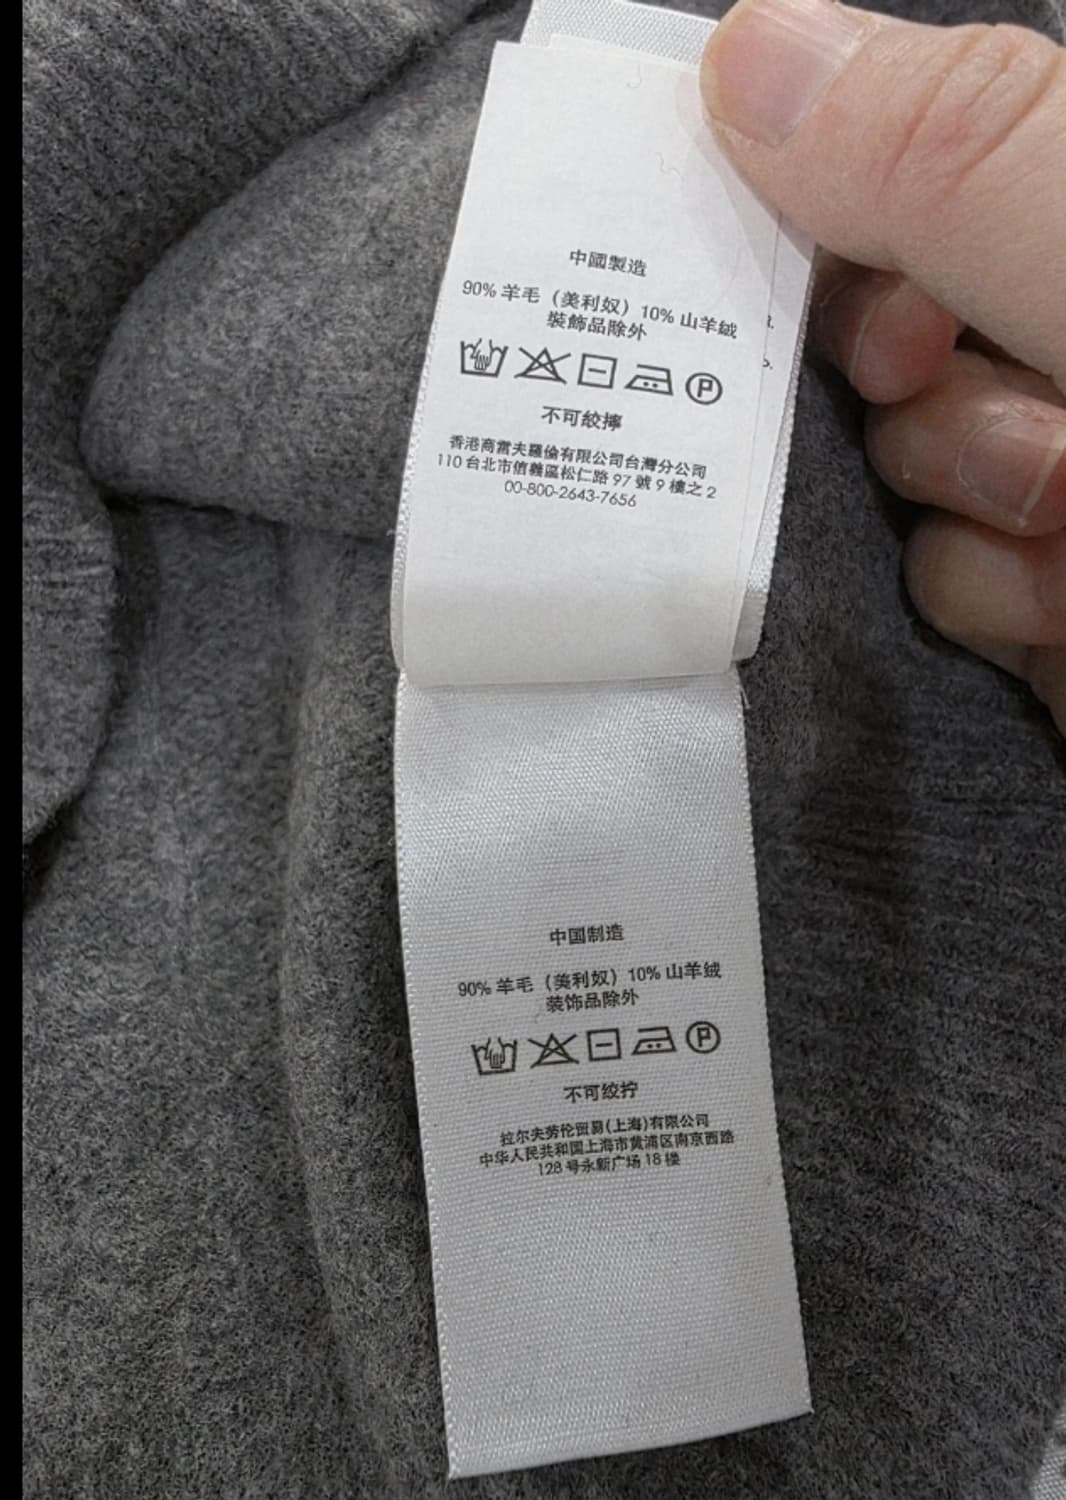 中國製造
90% 羊毛（美利奴）10% 山羊絨
裝飾品除外
P
不可絞擰
香港商當夫羅倫有限公司台灣分公司
110 台北市信義區松仁路 97 號 9 樓之 2
00-800-2643-7656
中国制造
90% 羊毛（美利奴）10% 山羊绒
装饰品除外
P
不可绞拧
拉尔夫劳伦贸易(上海)有限公司
中华人民共和国上海市黄浦区南京西路
128 号永新广场 18 楼